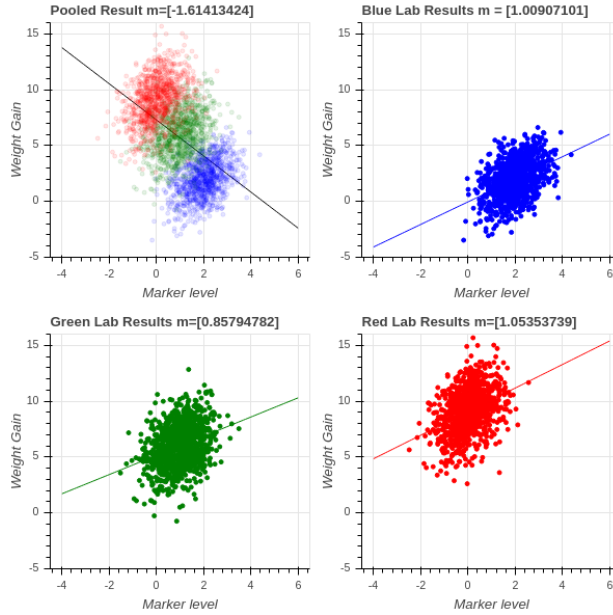 Pooled Result m=[-1.61413424]
Blue Lab Results m = [1.00907101]
15
10
5
0
-5
Weight Gain
-4 -2 0 2 4 6
Marker level
15
10
5
0
-5
Weight Gain
-4 -2 0 2 4 6
Marker level
Green Lab Results m=[0.85794782]
Red Lab Results m=[1.05353739]
15
10
5
0
-5
Weight Gain
-4 -2 0 2 4 6
Marker level
15
10
5
0
-5
Weight Gain
-4 -2 0 2 4 6
Marker level